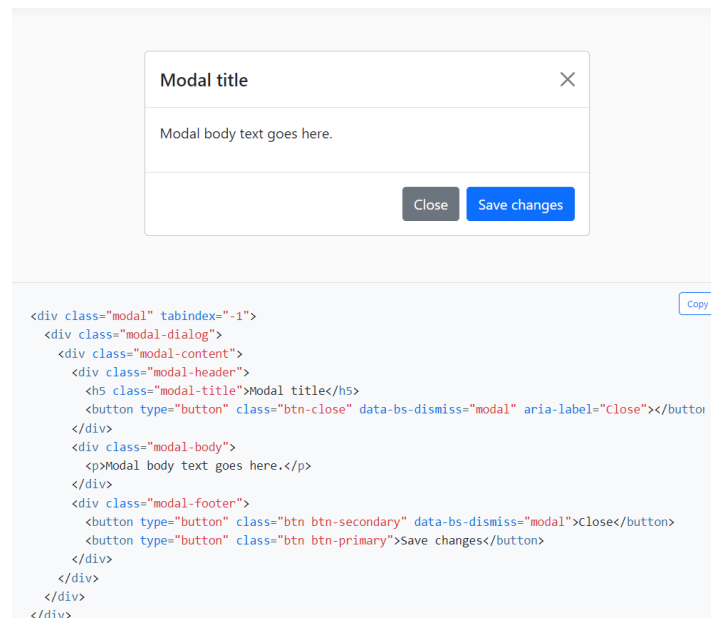 Modal title
Modal body text goes here.
Close Save changes
Copy
<div class="modal" tabindex="-1">
  <div class="modal-dialog">
    <div class="modal-content">
      <div class="modal-header">
        <h5 class="modal-title">Modal title</h5>
        <button type="button" class="btn-close" data-bs-dismiss="modal" aria-label="Close"></button
      </div>
      <div class="modal-body">
        <p>Modal body text goes here.</p>
      </div>
      <div class="modal-footer">
        <button type="button" class="btn btn-secondary" data-bs-dismiss="modal">Close</button>
        <button type="button" class="btn btn-primary">Save changes</button>
      </div>
    </div>
  </div>
</div>